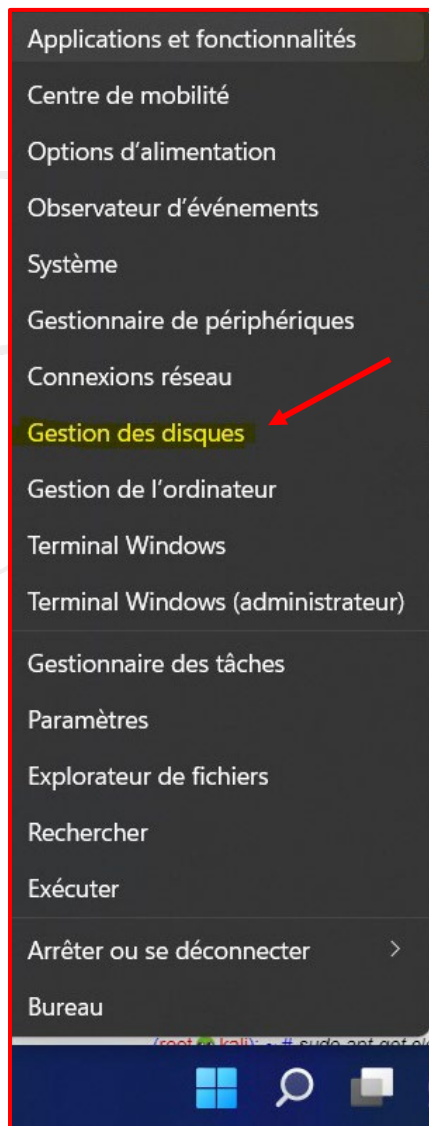 Applications et fonctionnalités
Centre de mobilité
Options d’alimentation
Observateur d’événements
Système
Gestionnaire de périphériques
Connexions réseau
Gestion des disques
Gestion de l’ordinateur
Terminal Windows
Terminal Windows (administrateur)
Gestionnaire des tâches
Paramètres
Explorateur de fichiers
Rechercher
Exécuter
Arrêter ou se déconnecter
Bureau